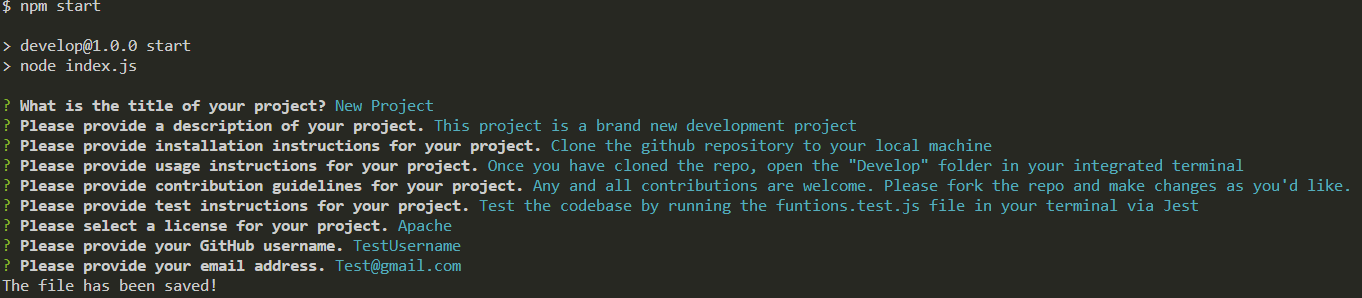 $ npm start
> develop@1.0.0 start
> node index.js
? What is the title of your project? New Project
? Please provide a description of your project. This project is a brand new development project
? Please provide installation instructions for your project. Clone the github repository to your local machine
? Please provide usage instructions for your project. Once you have cloned the repo, open the "Develop" folder in your integrated terminal
? Please provide contribution guidelines for your project. Any and all contributions are welcome. Please fork the repo and make changes as you'd like.
? Please provide test instructions for your project. Test the codebase by running the funtions.test.js file in your terminal via Jest
? Please select a license for your project. Apache
? Please provide your GitHub username. TestUsername
? Please provide your email address. Test@gmail.com
The file has been saved!